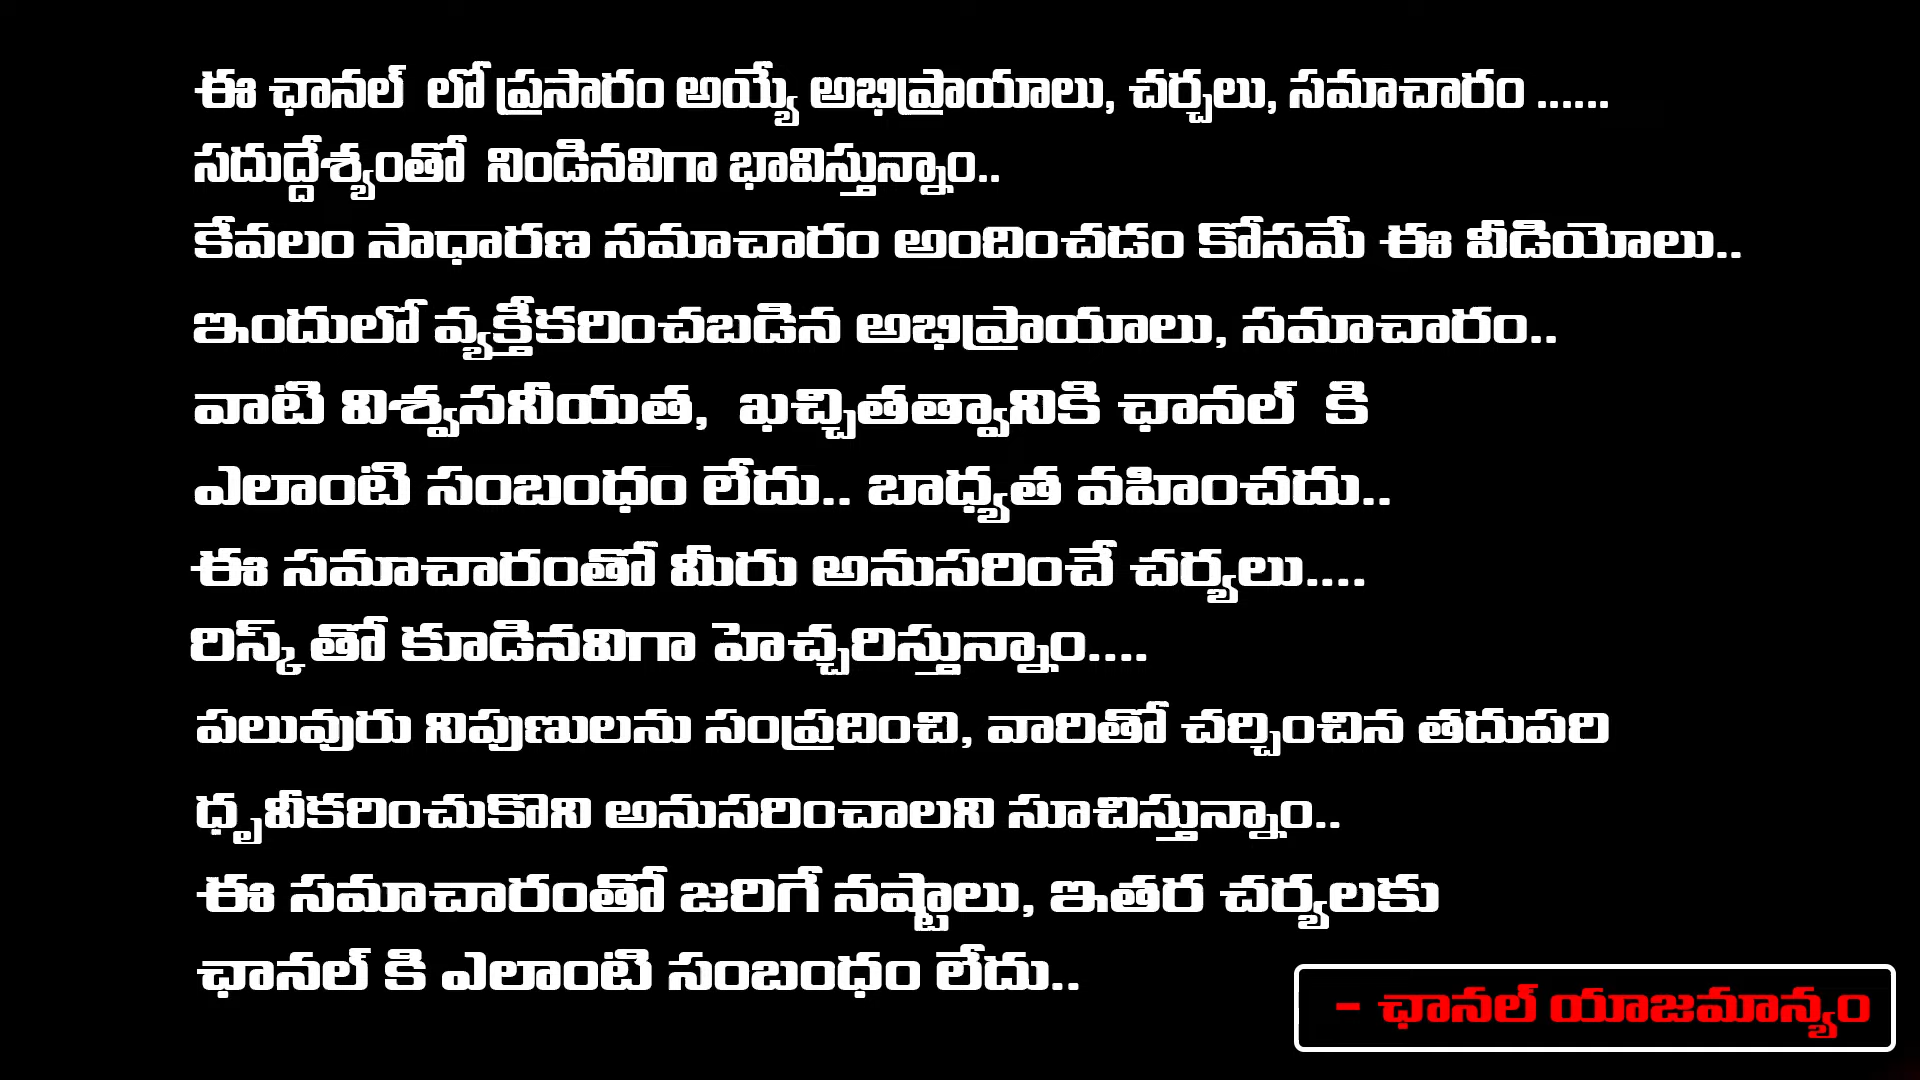 ఈ ఛానల్ లో ప్రసారం అయ్యే అభిప్రాయాలు, చర్చలు, సమాచారం ......
సదుద్దేశ్యంతో నిండినవిగా భావిస్తున్నాం..
కేవలం సాధారణ సమాచారం అందించడం కోసమే ఈ వీడియోలు..
ఇందులో వ్యక్తీకరించబడిన అభిప్రాయాలు, సమాచారం..
వాటి విశ్వసనీయత, ఖచ్చితత్వానికి ఛానల్ కి
ఎలాంటి సంబంధం లేదు.. బాధ్యత వహించదు..
ఈ సమాచారంతో మీరు అనుసరించే చర్యలు....
రిస్క్ తో కూడినవిగా హెచ్చరిస్తున్నాం....
పలువురు నిపుణులను సంప్రదించి, వారితో చర్చించిన తదుపరి
ధృవీకరించుకొని అనుసరించాలని సూచిస్తున్నాం..
ఈ సమాచారంతో జరిగే నష్టాలు, ఇతర చర్యలకు
ఛానల్ కి ఎలాంటి సంబంధం లేదు..
- ఛానల్ యాజమాన్యం